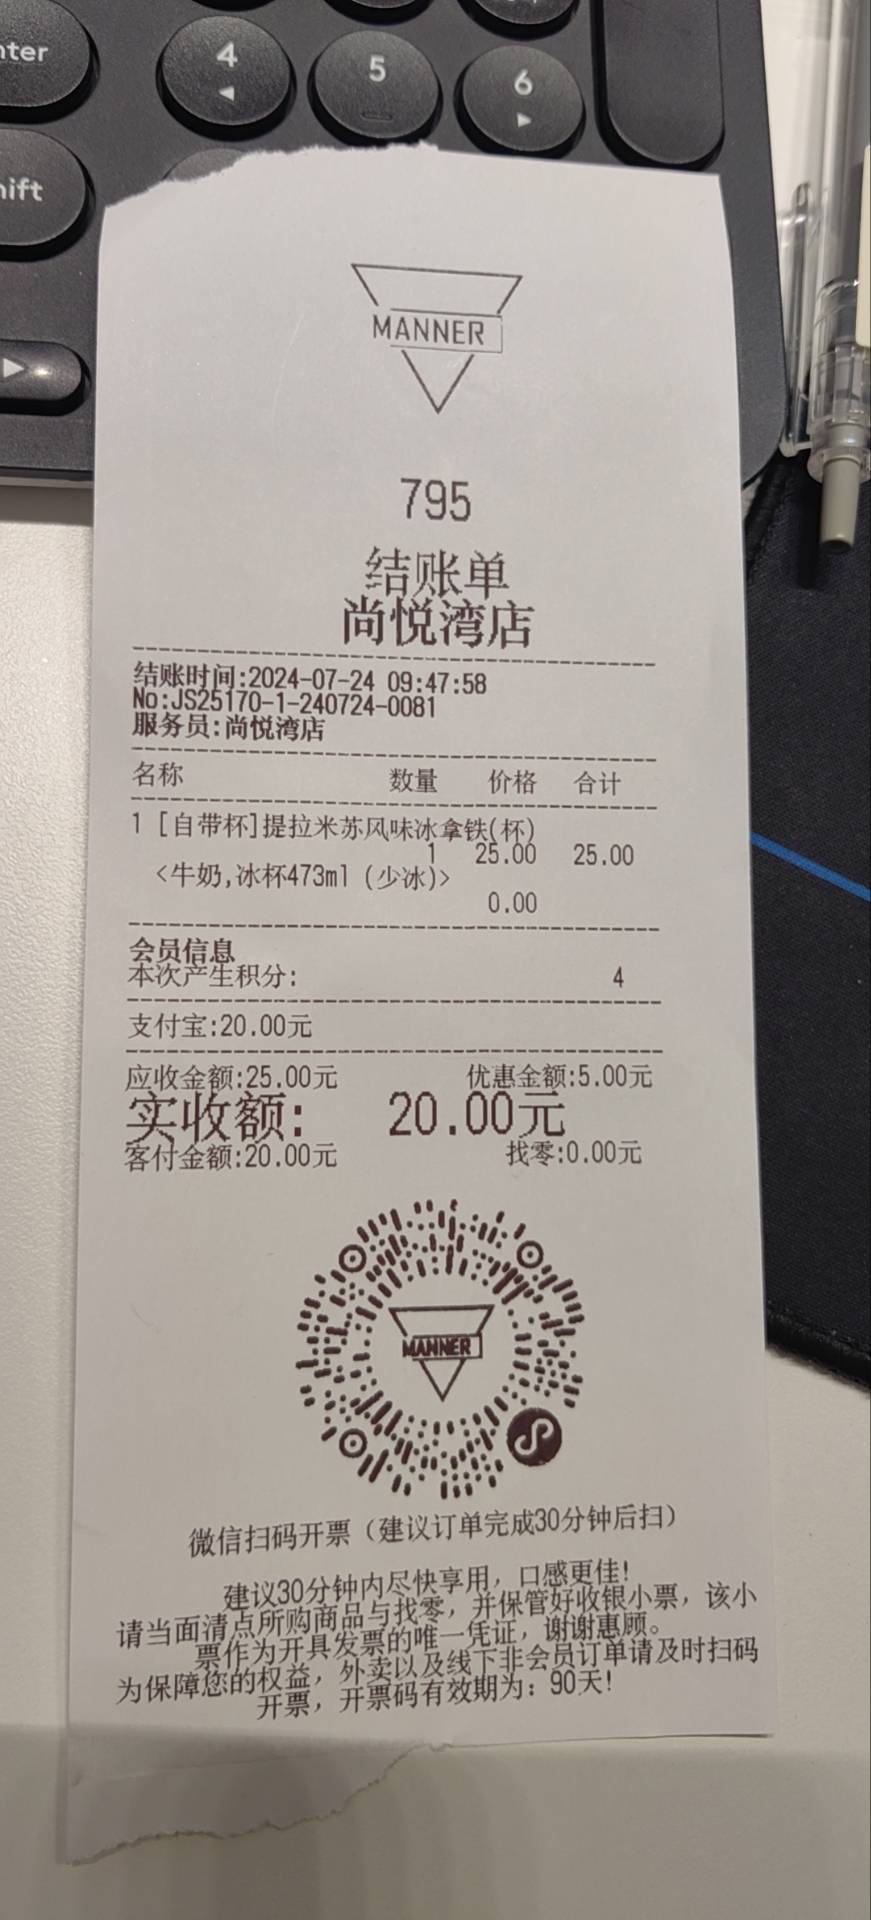 nter
4
5
6
hift
MANNER
795
结账单
尚悦湾店
结账时间:2024-07-24 09:47:58
No:JS25170-1-240724-0081
服务员:尚悦湾店
名称 数量 价格 合计
1 [自带杯]提拉米苏风味冰拿铁(杯)
1 25.00 25.00
<牛奶,冰杯473ml (少冰)>
0.00
会员信息
本次产生积分: 4
支付宝:20.00元
应收金额:25.00元 优惠金额:5.00元
实收额: 20.00元
客付金额:20.00元 找零:0.00元
MANNER
微信扫码开票（建议订单完成30分钟后扫）
建议30分钟内尽快享用，口感更佳!
请当面清点所购商品与找零，并保管好收银小票，该小
票作为开具发票的唯一凭证，谢谢惠顾。
为保障您的权益，外卖以及线下非会员订单请及时扫码
开票，开票码有效期为：90天!